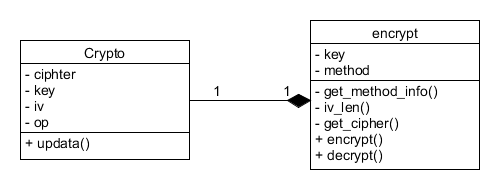 Crypto
- ciphter
- key
- iv
- op
+ updata()
1
1
encrypt
- key
- method
- get_method_info()
- iv_len()
- get_cipher()
+ encrypt()
+ decrypt()